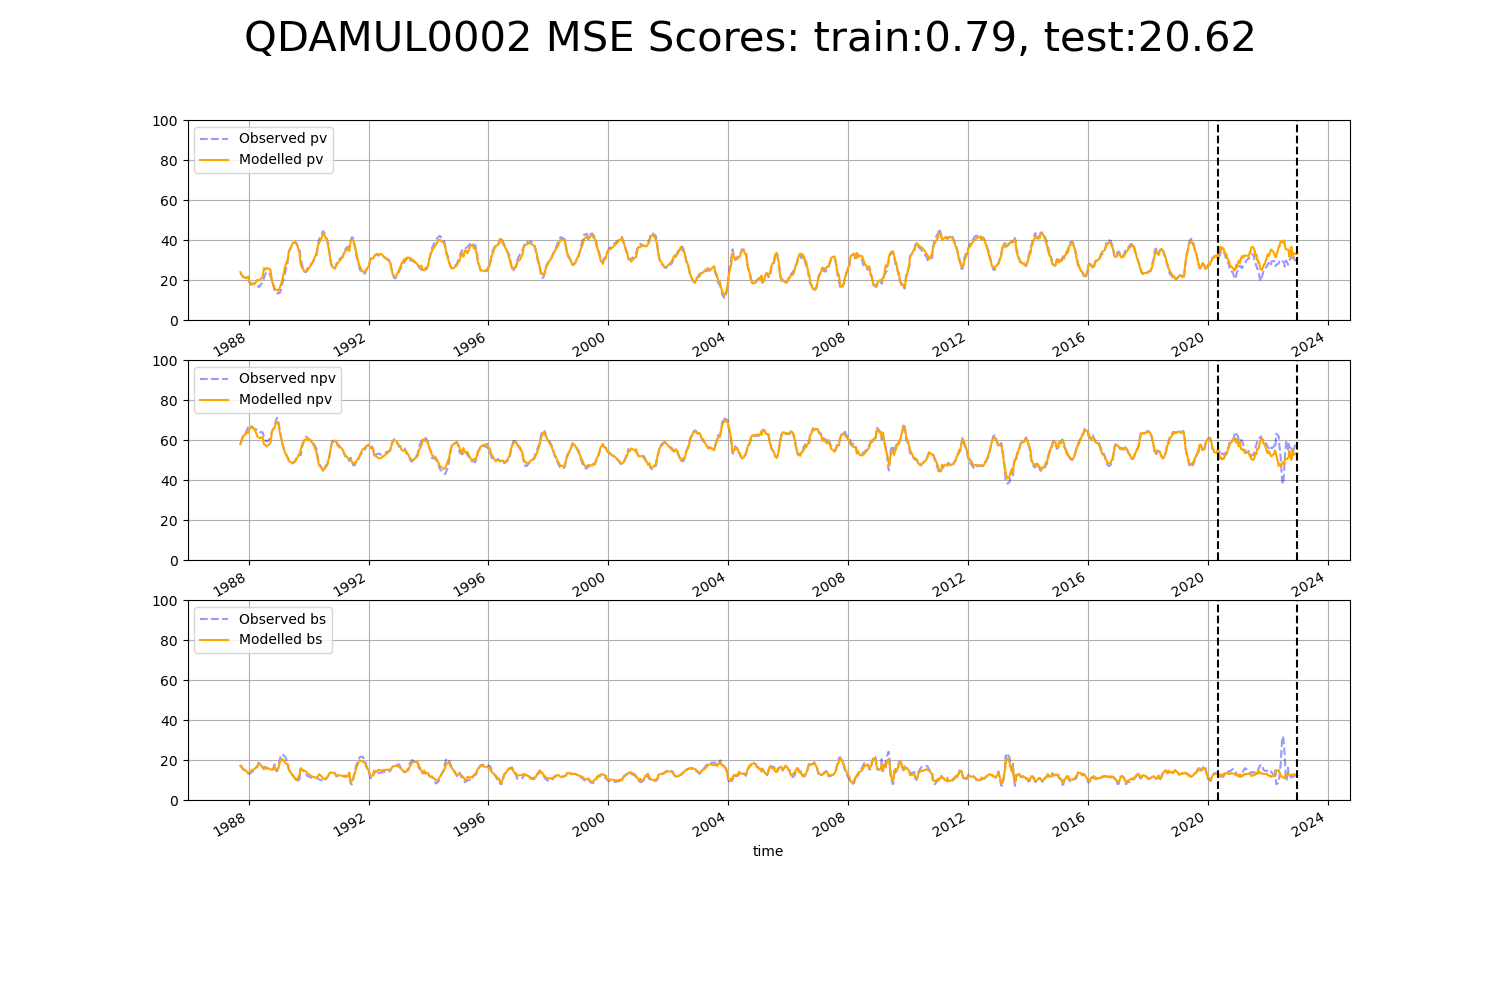 QDAMUL0002 MSE Scores: train:0.79, test:20.62
100
80
60
40
20
0
Observed pv
Modelled pv
1988 1992 1996 2000 2004 2008 2012 2016 2020 2024
100
80
60
40
20
0
Observed npv
Modelled npv
1988 1992 1996 2000 2004 2008 2012 2016 2020 2024
100
80
60
40
20
0
Observed bs
Modelled bs
1988 1992 1996 2000 2004 2008 2012 2016 2020 2024
time